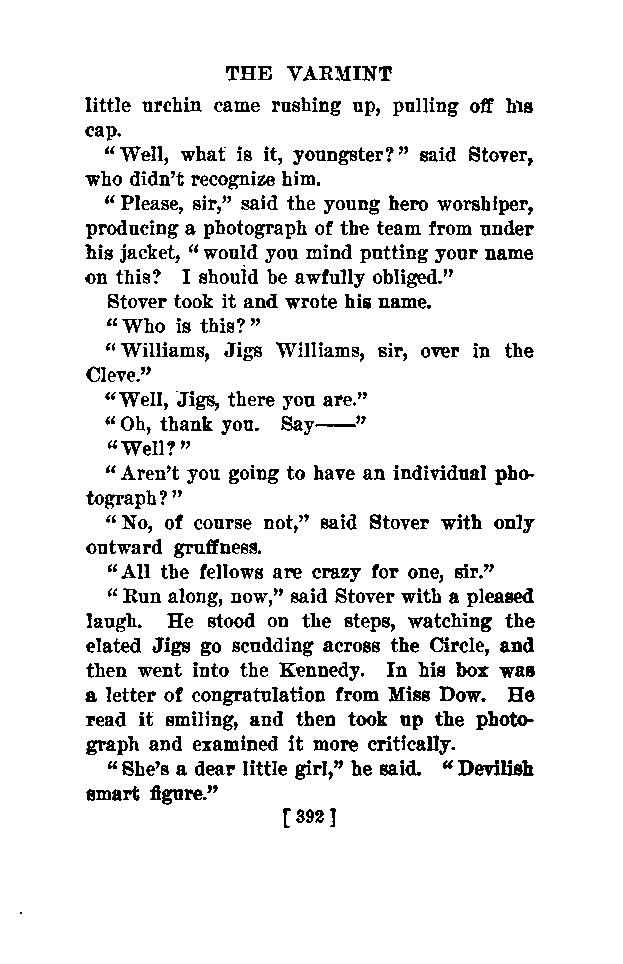 THE VARMINT
little urchin came rushing up, pulling off his
cap.
“Well, what is it, youngster?” said Stover,
who didn’t recognize him.
“Please, sir,” said the young hero worshiper,
producing a photograph of the team from under
his jacket, “would you mind putting your name
on this? I should be awfully obliged.”
Stover took it and wrote his name.
“Who is this?”
“Williams, Jigs Williams, sir, over in the
Cleve.”
“Well, Jigs, there you are.”
“Oh, thank you. Say——”
“Well?”
“Aren’t you going to have an individual pho-
tograph?”
“No, of course not,” said Stover with only
outward gruffness.
“All the fellows are crazy for one, sir.”
“Run along, now,” said Stover with a pleased
laugh. He stood on the steps, watching the
elated Jigs go scudding across the Circle, and
then went into the Kennedy. In his box was
a letter of congratulation from Miss Dow. He
read it smiling, and then took up the photo-
graph and examined it more critically.
“She’s a dear little girl,” he said. “Devilish
smart figure.”
[ 392 ]